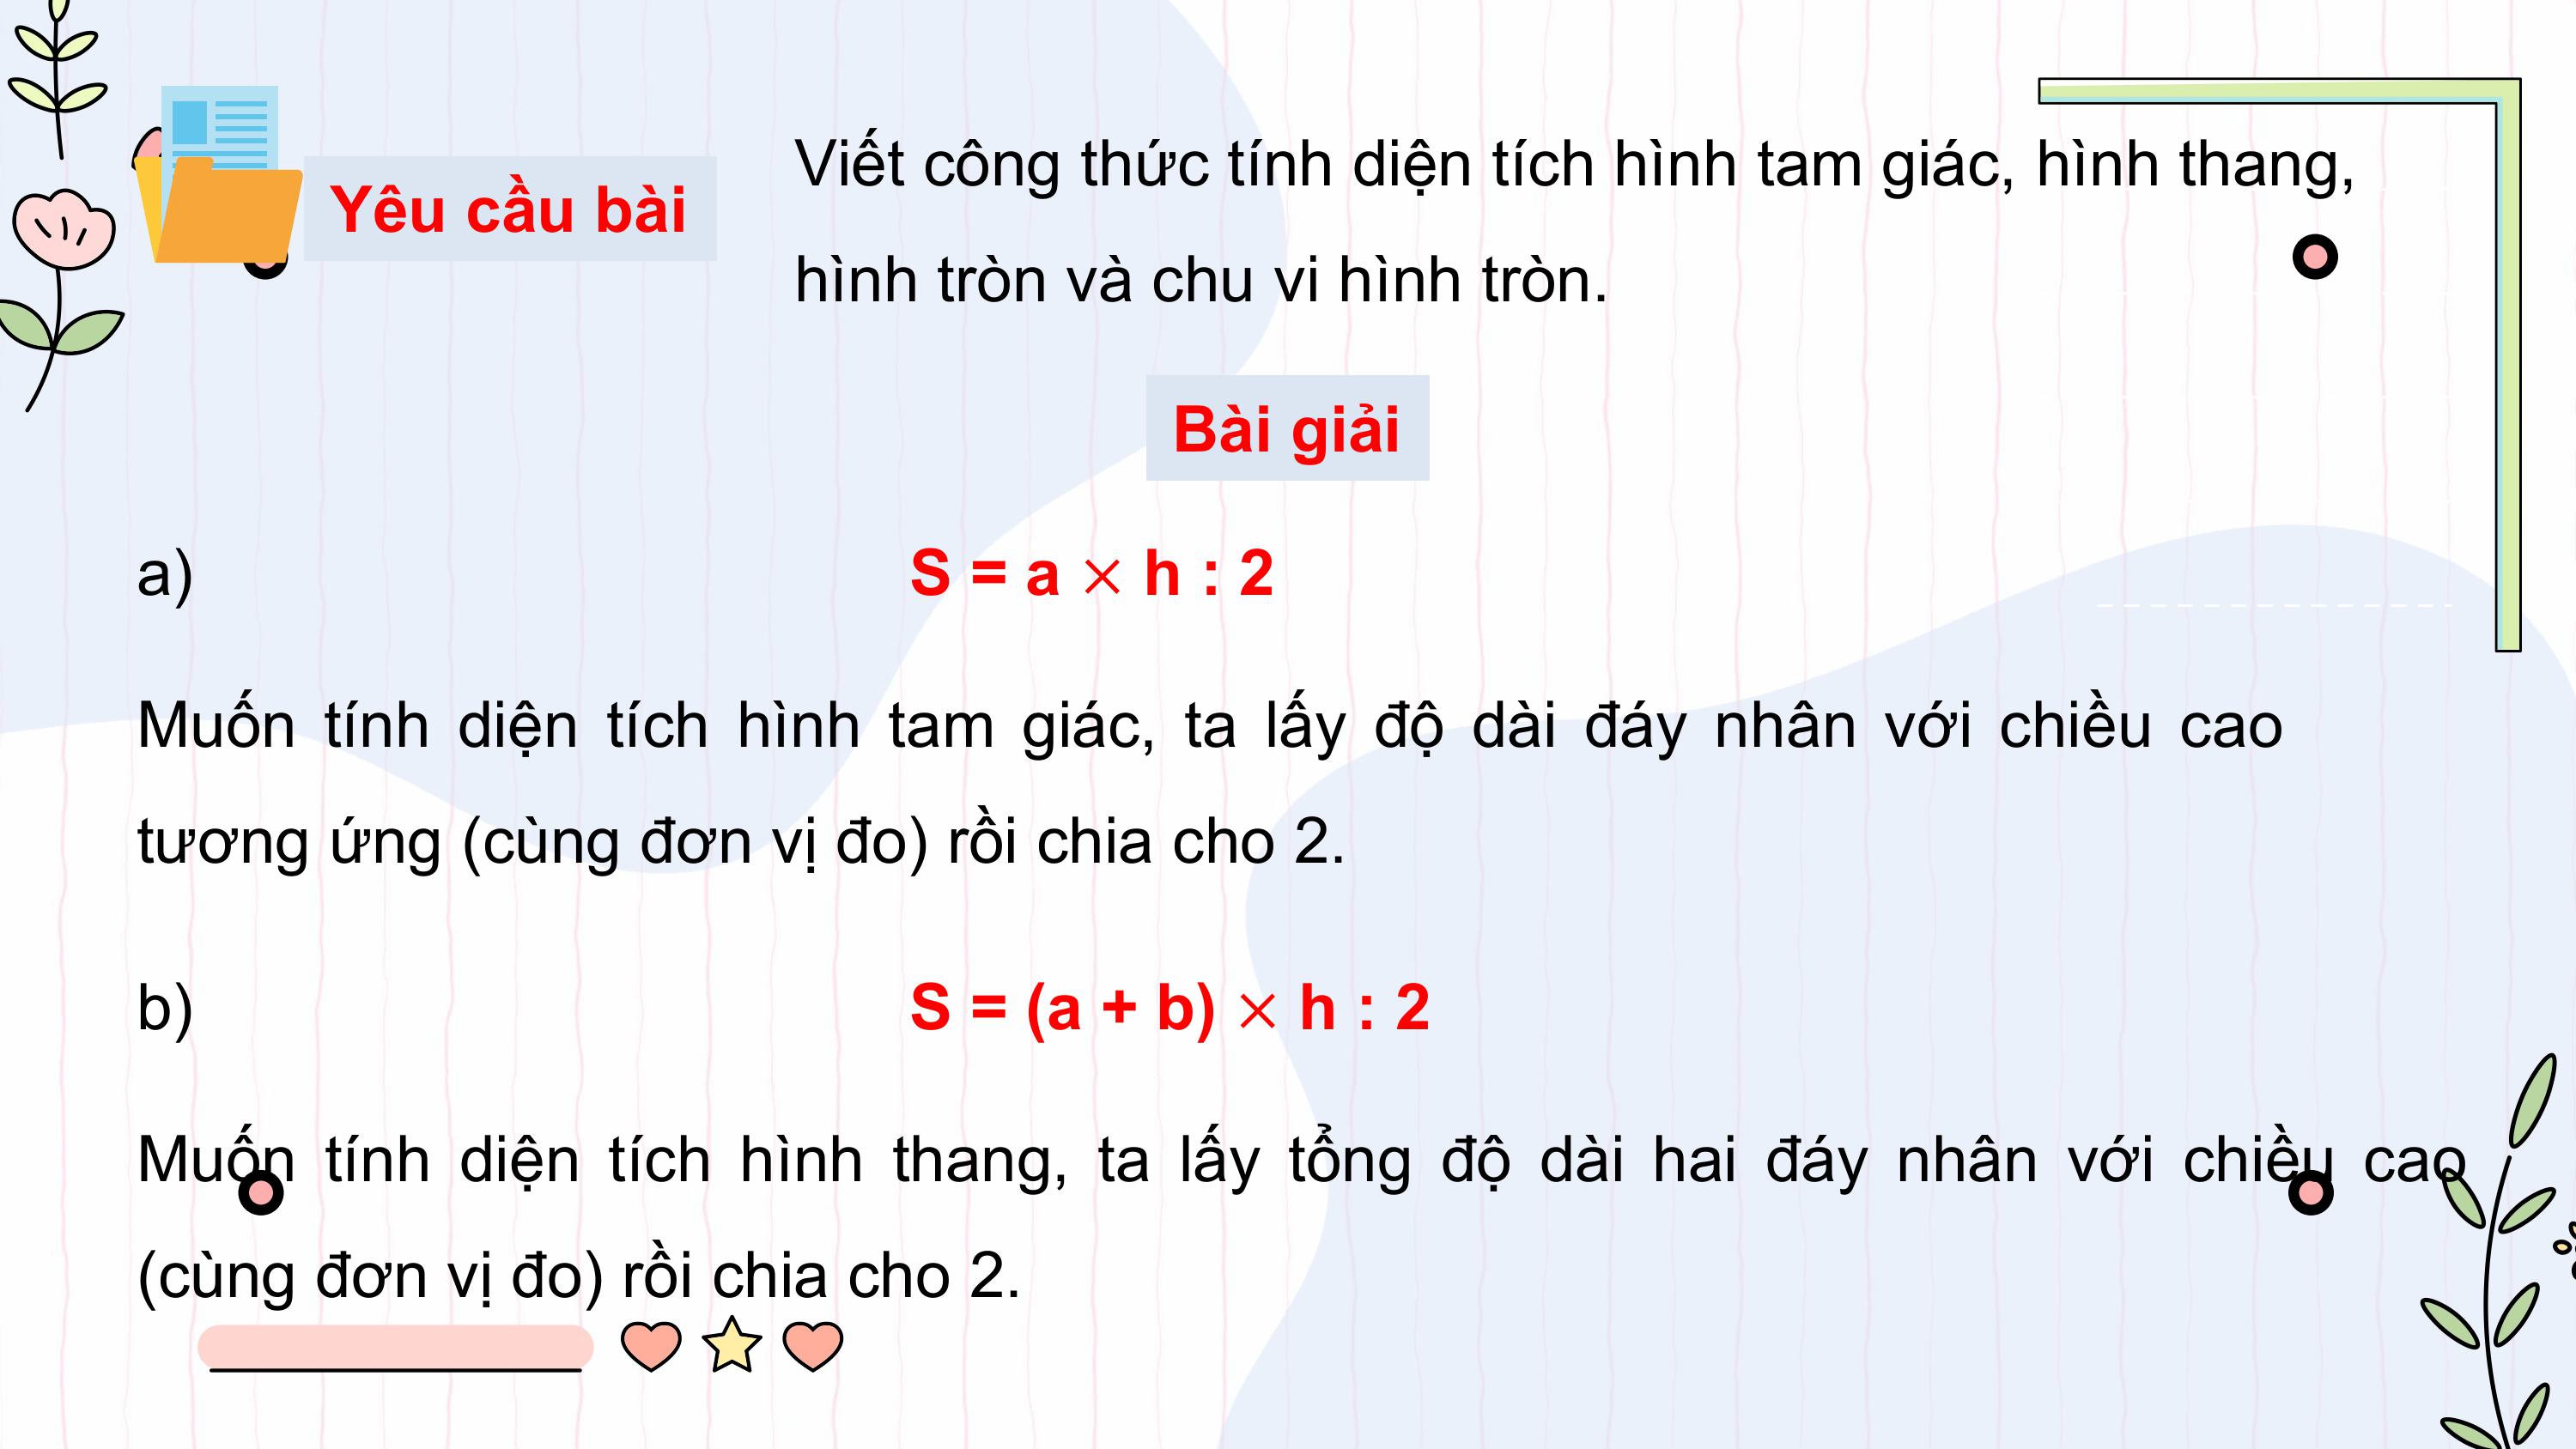 Yêu cầu bài
Viết công thức tính diện tích hình tam giác, hình thang,
hình tròn và chu vi hình tròn.
Bài giải
a) S = a × h : 2
Muốn tính diện tích hình tam giác, ta lấy độ dài đáy nhân với chiều cao
tương ứng (cùng đơn vị đo) rồi chia cho 2.
b) S = (a + b) × h : 2
Muốn tính diện tích hình thang, ta lấy tổng độ dài hai đáy nhân với chiều cao
(cùng đơn vị đo) rồi chia cho 2.